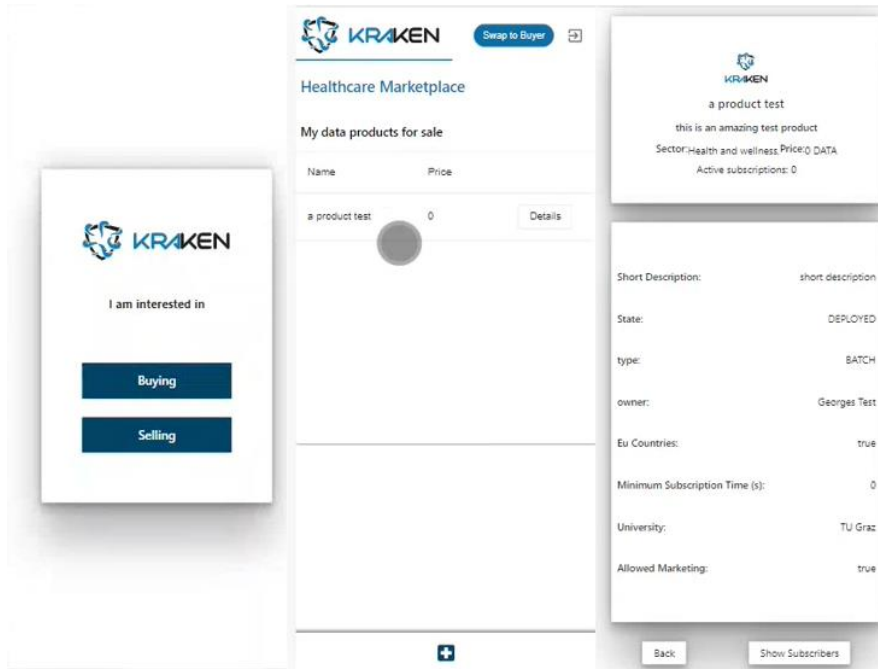 KRAKEN
I am interested in
Buying
Selling
KRAKEN
Swap to Buyer
Healthcare Marketplace
My data products for sale
Name Price
a product test 0 Details
KRAKEN
a product test
this is an amazing test product
Sector:Health and wellness Price:0 DATA
Active subscriptions: 0
Short Description: short description
State: DEPLOYED
type: BATCH
owner: Georges Test
Eu Countries: true
Minimum Subscription Time (s): 0
University: TU Graz
Allowed Marketing: true
Back Show Subscribers